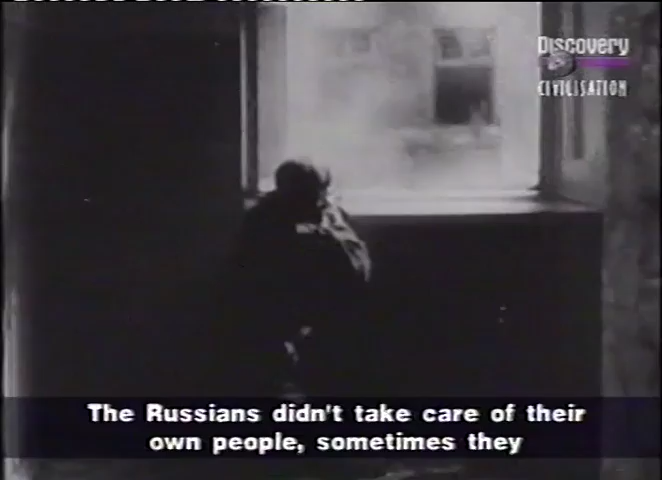 Discovery
CIVILISATION
The Russians didn't take care of their
own people, sometimes they